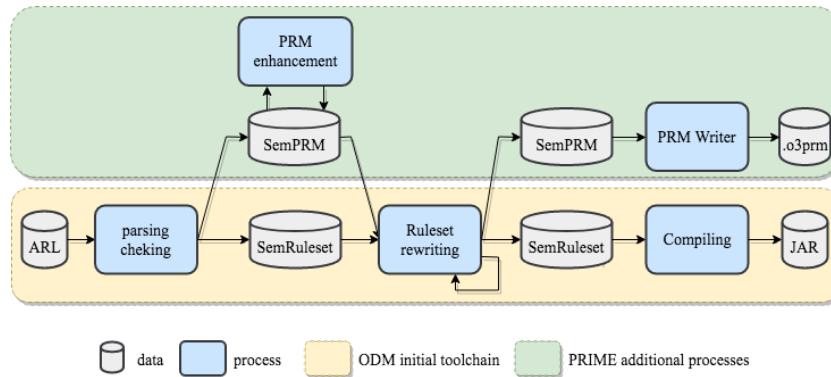 PRM
enhancement
SemPRM
SemPRM
PRM Writer
.o3prm
ARL
parsing
cheking
SemRuleset
Ruleset
rewriting
SemRuleset
Compiling
JAR
data
process
ODM initial toolchain
PRIME additional processes